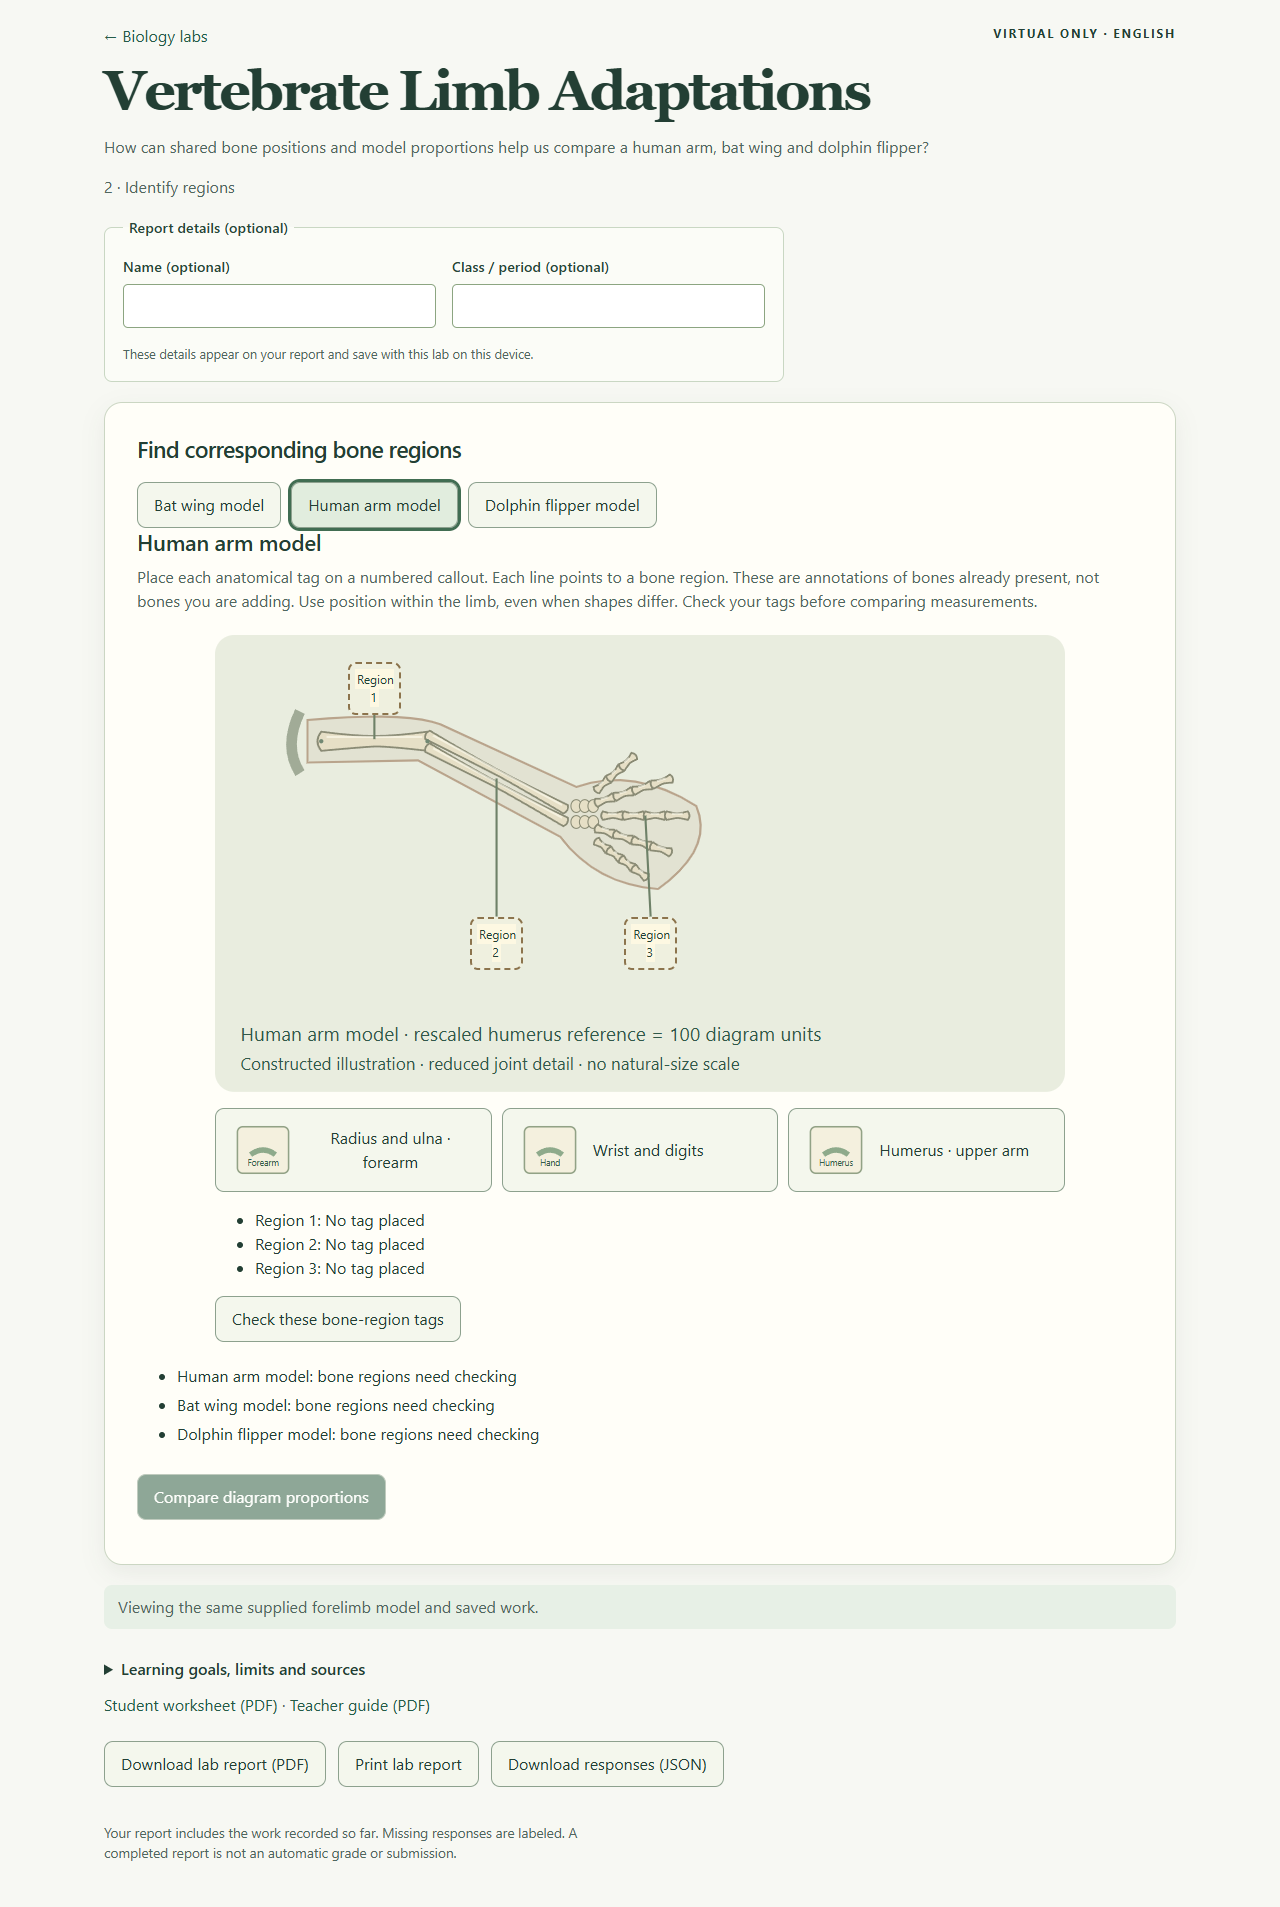 ← Biology labs
VIRTUAL ONLY · ENGLISH
Vertebrate Limb Adaptations
How can shared bone positions and model proportions help us compare a human arm, bat wing and dolphin flipper?
2 · Identify regions
Report details (optional)
Name (optional)
Class / period (optional)
These details appear on your report and save with this lab on this device.
Find corresponding bone regions
Bat wing model
Human arm model
Dolphin flipper model
Human arm model
Place each anatomical tag on a numbered callout. Each line points to a bone region. These are annotations of bones already present, not
bones you are adding. Use position within the limb, even when shapes differ. Check your tags before comparing measurements.
Region
1
Region
2
Region
3
Human arm model · rescaled humerus reference = 100 diagram units
Constructed illustration · reduced joint detail · no natural-size scale
Forearm
Radius and ulna ·
forearm
Hand
Wrist and digits
Humerus
Humerus · upper arm
• Region 1: No tag placed
• Region 2: No tag placed
• Region 3: No tag placed
Check these bone-region tags
• Human arm model: bone regions need checking
• Bat wing model: bone regions need checking
• Dolphin flipper model: bone regions need checking
Compare diagram proportions
Viewing the same supplied forelimb model and saved work.
▶ Learning goals, limits and sources
Student worksheet (PDF) · Teacher guide (PDF)
Download lab report (PDF)
Print lab report
Download responses (JSON)
Your report includes the work recorded so far. Missing responses are labeled. A
completed report is not an automatic grade or submission.